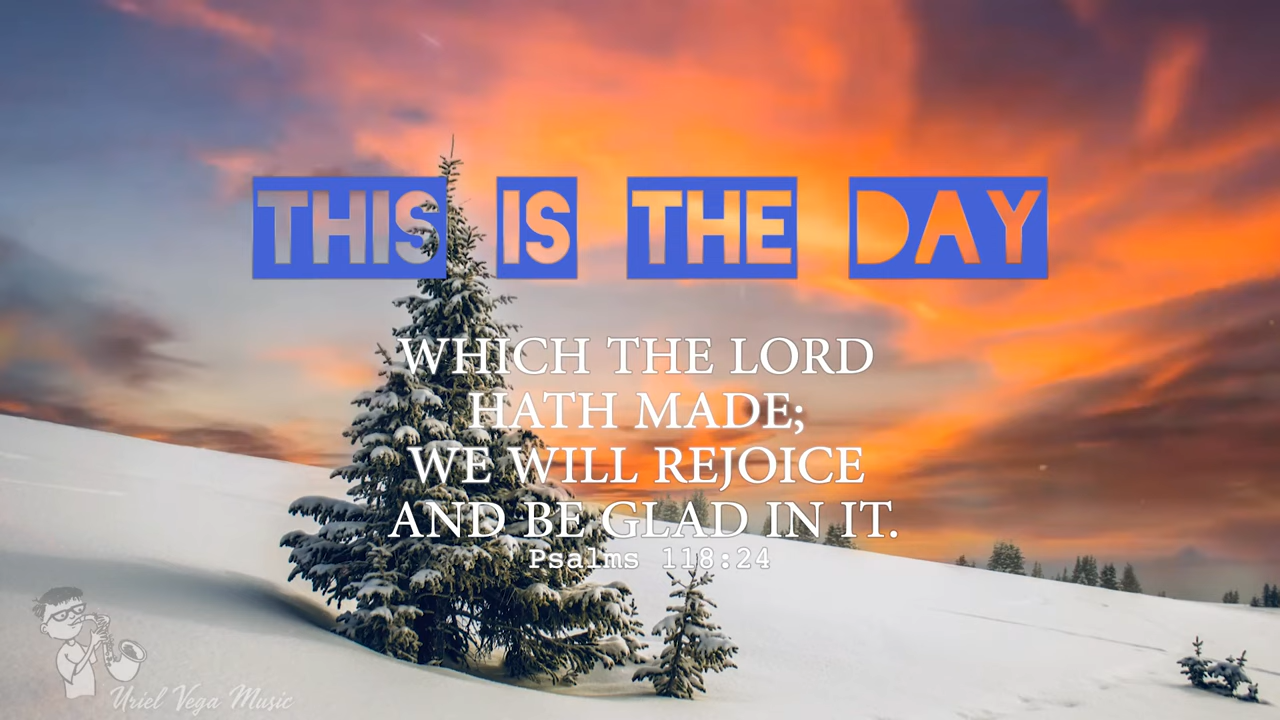 THIS IS THE DAY
WHICH THE LORD
HATH MADE;
WE WILL REJOICE
AND BE GLAD IN IT.
Psalms 118:24
Uriel Vega Music